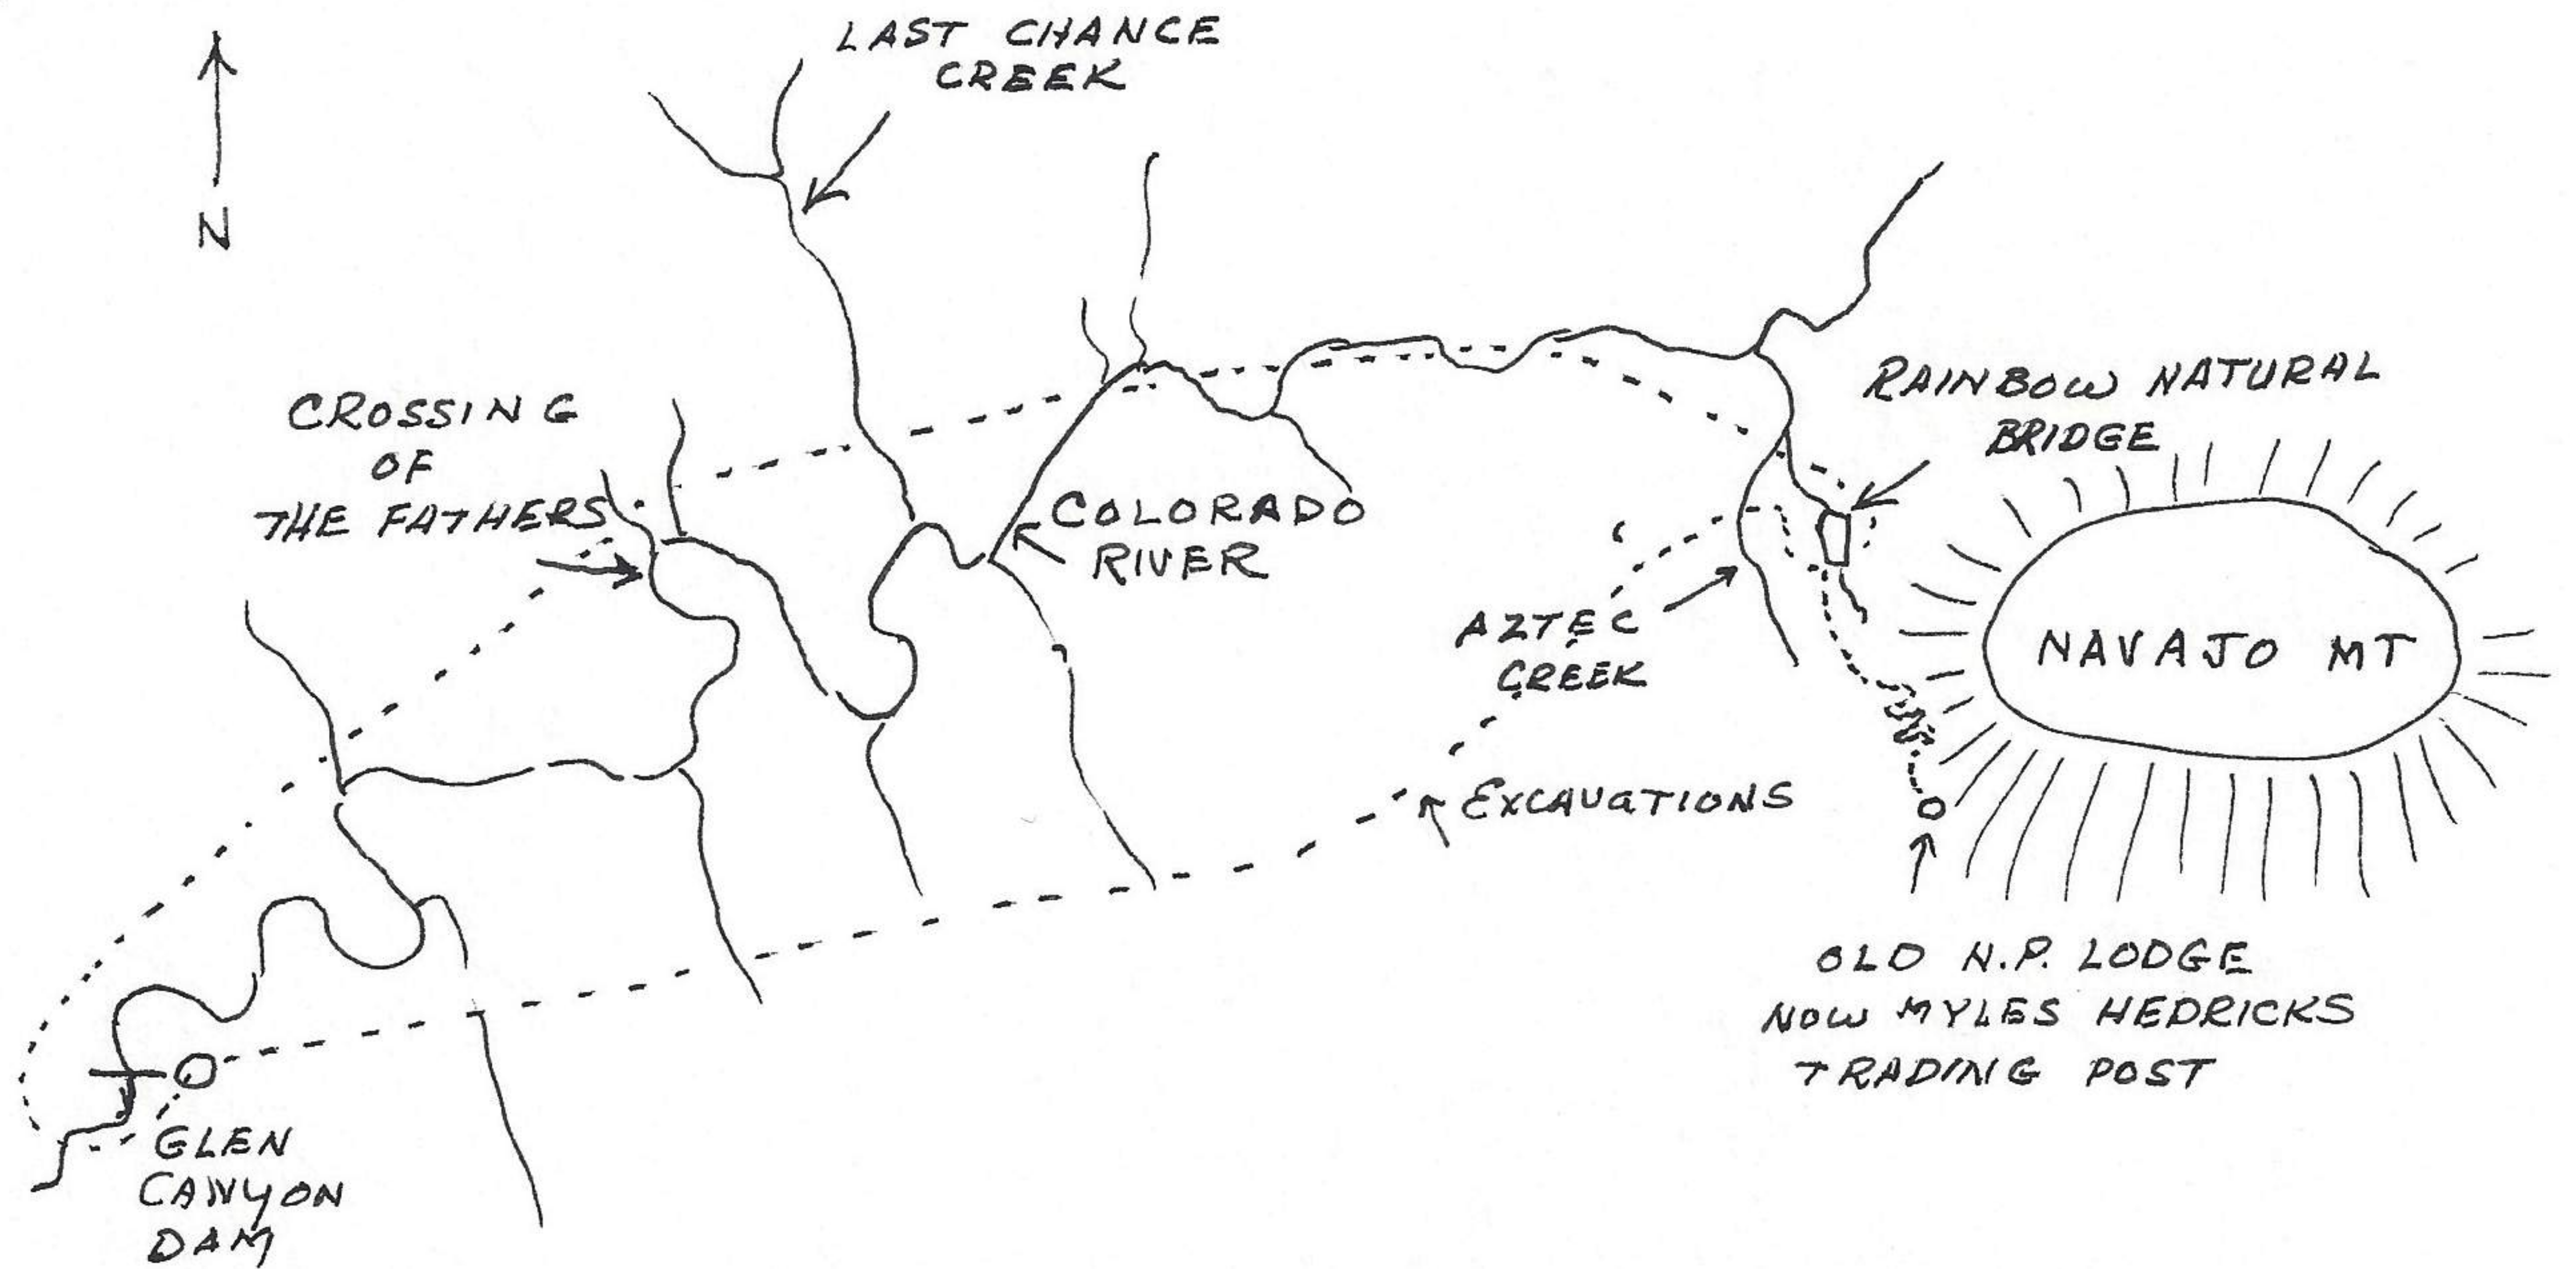 LAST CHANCE
CREEK
N
CROSSING
OF
THE FATHERS
RAINBOW NATURAL
BRIDGE
COLORADO
RIVER
AZTEC
CREEK
NAVAJO MT
EXCAVATIONS
OLD N.P. LODGE
NOW MYLES HEDRICKS
TRADING POST
GLEN
CANYON
DAM